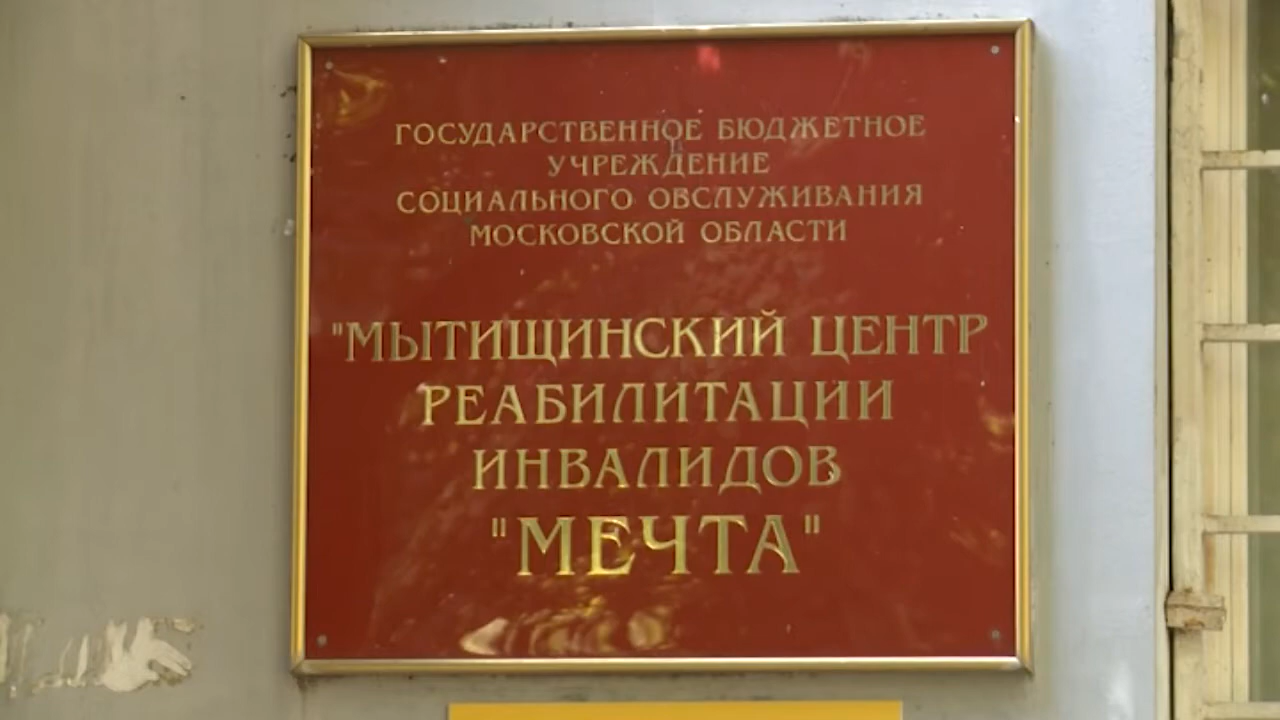 ГОСУДАРСТВЕННОЕ БЮДЖЕТНОЕ
УЧРЕЖДЕНИЕ
СОЦИАЛЬНОГО ОБСЛУЖИВАНИЯ
МОСКОВСКОЙ ОБЛАСТИ
"МЫТИЩИНСКИЙ ЦЕНТР
РЕАБИЛИТАЦИИ
ИНВАЛИДОВ
"МЕЧТА"